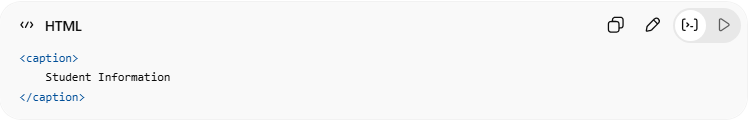 HTML
<caption>
    Student Information
</caption>